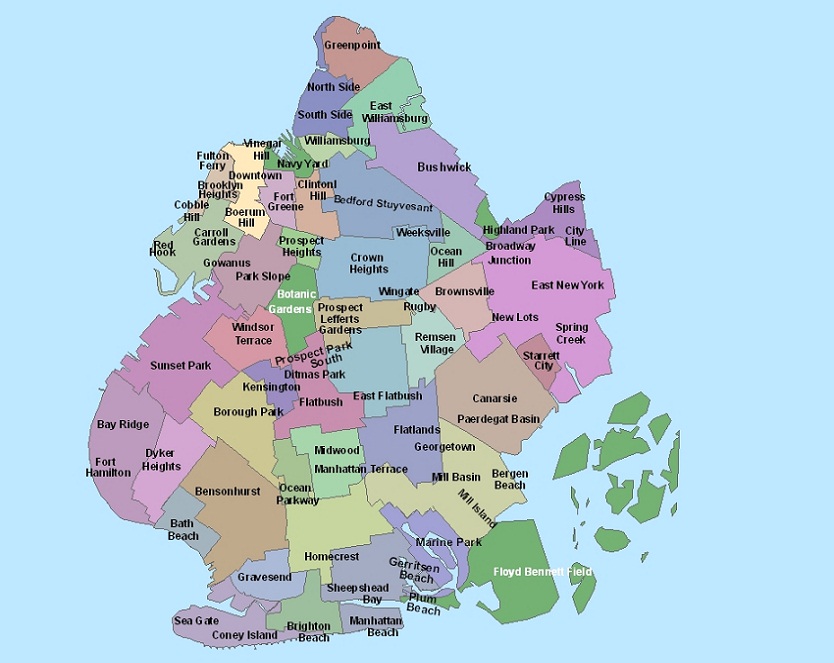 Greenpoint
North Side
South Side
East
Williamsburg
Williamsburg
Vinegar
Hill
Navy Yard
Fulton
Ferry
Downtown
Brooklyn
Heights
Clintonl
Hill
Fort
Greene
Cobble
Hill
Boerum
Hill
Bushwick
Bedford Stuyvesant
Cypress
Hills
Highland Park
City
Line
Weeksville
Broadway
Junction
Carroll
Gardens
Red
Hook
Prospect
Heights
Ocean
Hill
Gowanus
Park Slope
Crown
Heights
Botanic
Gardens
Wingate
Rugby
Brownsville
East New York
Prospect
Lefferts
Gardens
New Lots
Spring
Creek
Windsor
Terrace
Remsen
Village
Prospect Park
South
Starrett
City
Sunset Park
Ditmas Park
Kensington
East Flatbush
Flatbush
Canarsie
Paerdegat Basin
Borough Park
Bay Ridge
Flatlands
Georgetown
Dyker
Heights
Midwood
Fort
Hamilton
Manhattan Terrace
Mill Basin
Bergen
Beach
Bensonhurst
Ocean
Parkway
Mill Island
Bath
Beach
Marine Park
Homecrest
Gerritsen
Beach
Floyd Bennett Field
Gravesend
Sheepshead
Bay
Plum
Beach
Sea Gate
Coney Island
Brighton
Beach
Manhattan
Beach